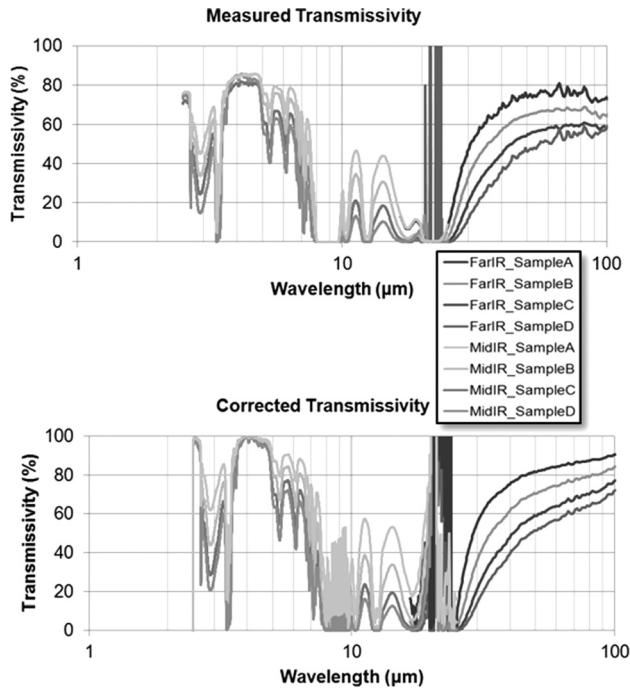 Measured Transmissivity
Transmissivity (%)
100
80
60
40
20
0
1
10
100
Wavelength (µm)
FarIR_SampleA
FarIR_SampleB
FarIR_SampleC
FarIR_SampleD
MidIR_SampleA
MidIR_SampleB
MidIR_SampleC
MidIR_SampleD
Corrected Transmissivity
Transmissivity (%)
100
80
60
40
20
0
1
10
100
Wavelength (µm)